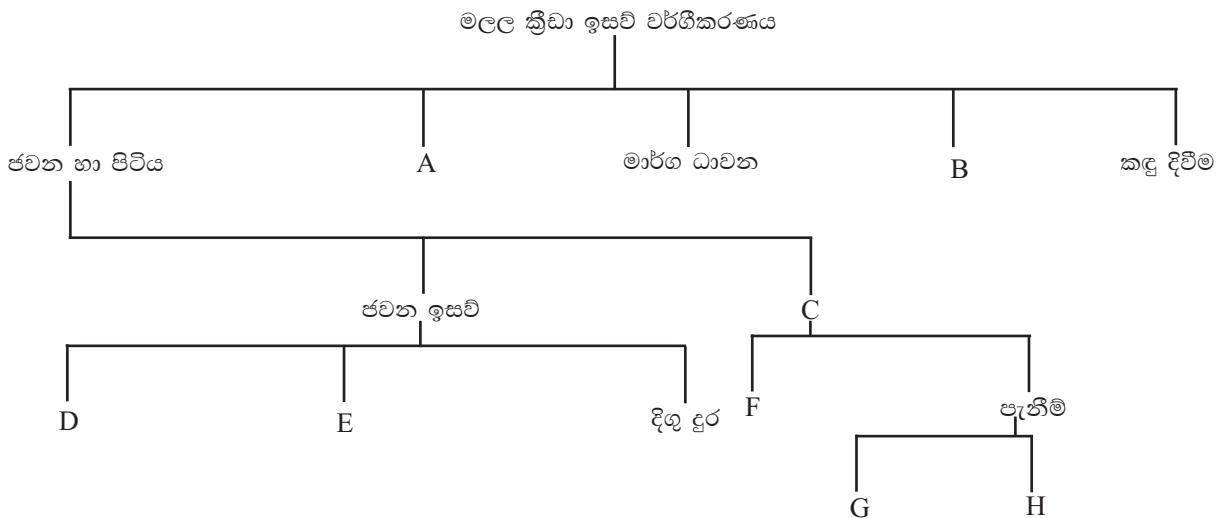 මලල ක්‍රීඩා ඉසව් වර්ගීකරණය
ජවන හා පිටිය A මාර්ග ධාවන B කඳු දිවීම
ජවන ඉසව් C
D E දිගු දුර F පැනීම්
G H